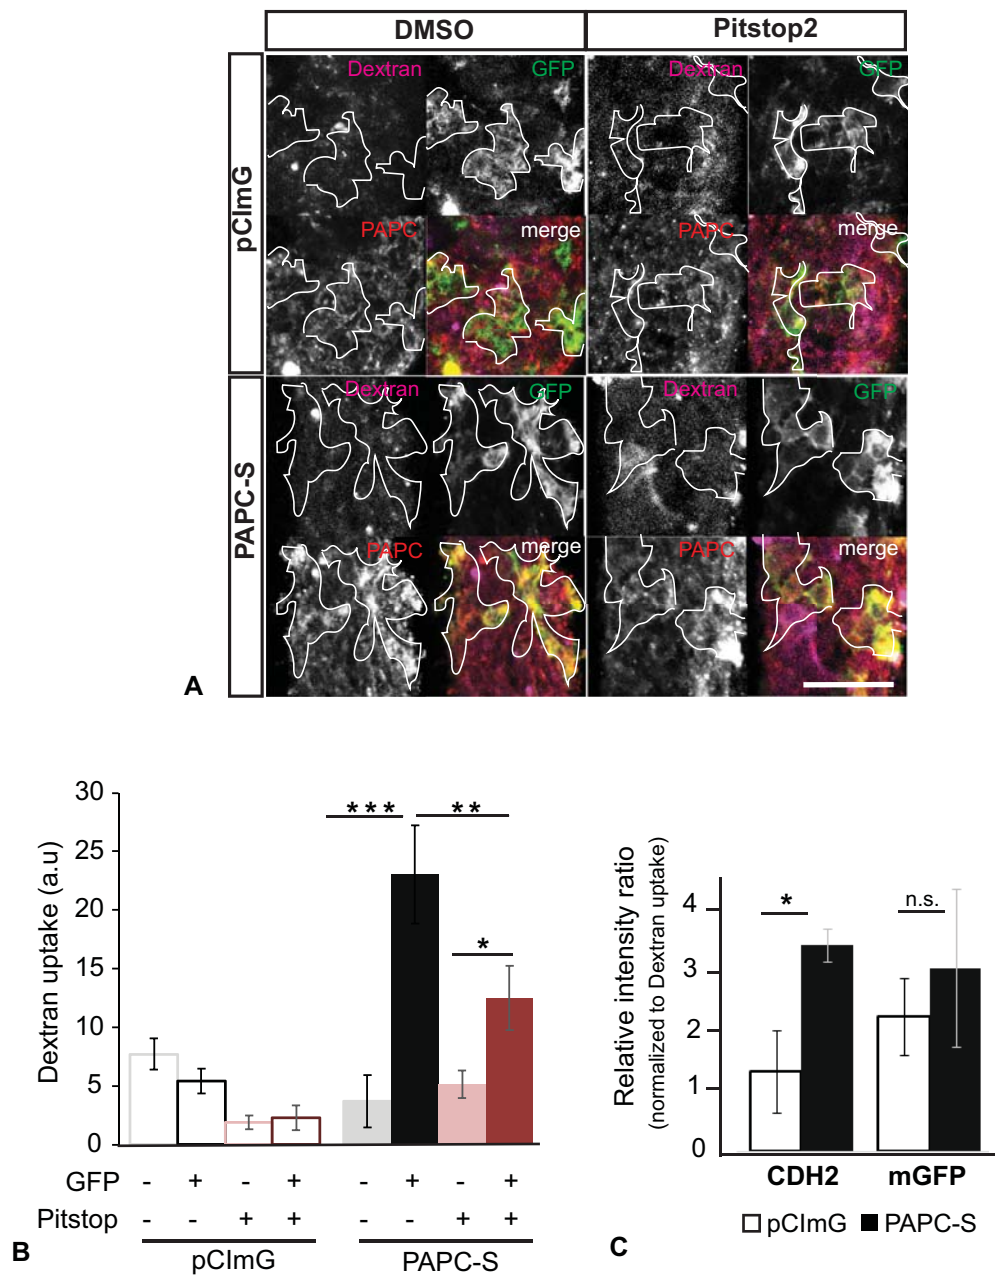 DMSO Pitstop2
pCImG
Dextran GFP Dextran GFP
PAPC merge PAPC merge
PAPC-S
Dextran GFP Dextran GFP
PAPC merge PAPC merge
A
Dextran uptake (a.u)
30
25
20
15
10
5
0
*** **
*
GFP - + - + - + - +
Pitstop - - + + - - + +
pCImG PAPC-S
B
Relative intensity ratio
(normalized to Dextran uptake)
4
3
2
1
0
* n.s.
CDH2 mGFP
pCImG PAPC-S
C